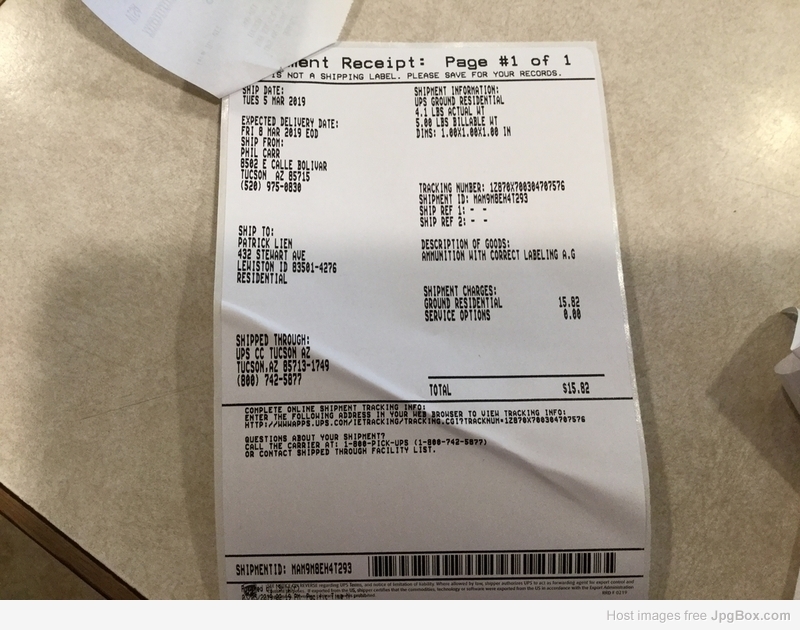 ment Receipt: Page #1 of 1
IS NOT A SHIPPING LABEL. PLEASE SAVE FOR YOUR RECORDS.
SHIP DATE:
TUES 5 MAR 2019
EXPECTED DELIVERY DATE:
FRI 8 MAR 2019 EOD
SHIP FROM:
PHIL CARR
8502 E CALLE BOLIVAR
TUCSON AZ 85715
(520) 975-0830
SHIP TO:
PATRICK LIEN
432 STEWART AVE
LEWISTON ID 83501-4276
RESIDENTIAL
SHIPPED THROUGH:
UPS CC TUCSON AZ
TUCSON,AZ 85713-1749
(800) 742-5877
SHIPMENT INFORMATION:
UPS GROUND RESIDENTIAL
4.1 LBS ACTUAL WT
5.00 LBS BILLABLE WT
DIMS: 1.00X1.00X1.00 IN
TRACKING NUMBER: 1Z870X700304707576
SHIPMENT ID: MAM9M8EH4T293
SHIP REF 1: - -
SHIP REF 2: - -
DESCRIPTION OF GOODS:
AMMUNITION WITH CORRECT LABELING A.G
SHIPMENT CHARGES:
GROUND RESIDENTIAL 15.82
SERVICE OPTIONS 0.00
TOTAL $15.82
COMPLETE ONLINE SHIPMENT TRACKING INFO:
ENTER THE FOLLOWING ADDRESS IN YOUR WEB BROWSER TO VIEW TRACKING INFO:
HTTP://WWWAPPS.UPS.COM/IETRACKING/TRACKING.CGI?TRACKNUM=1Z870X700304707576
QUESTIONS ABOUT YOUR SHIPMENT?
CALL THE CARRIER AT: 1-800-PICK-UPS (1-800-742-5877)
OR CONTACT SHIPPED THROUGH FACILITY LIST.
SHIPMENTID: MAM9M8EH4T293
Host images free JpgBox.com